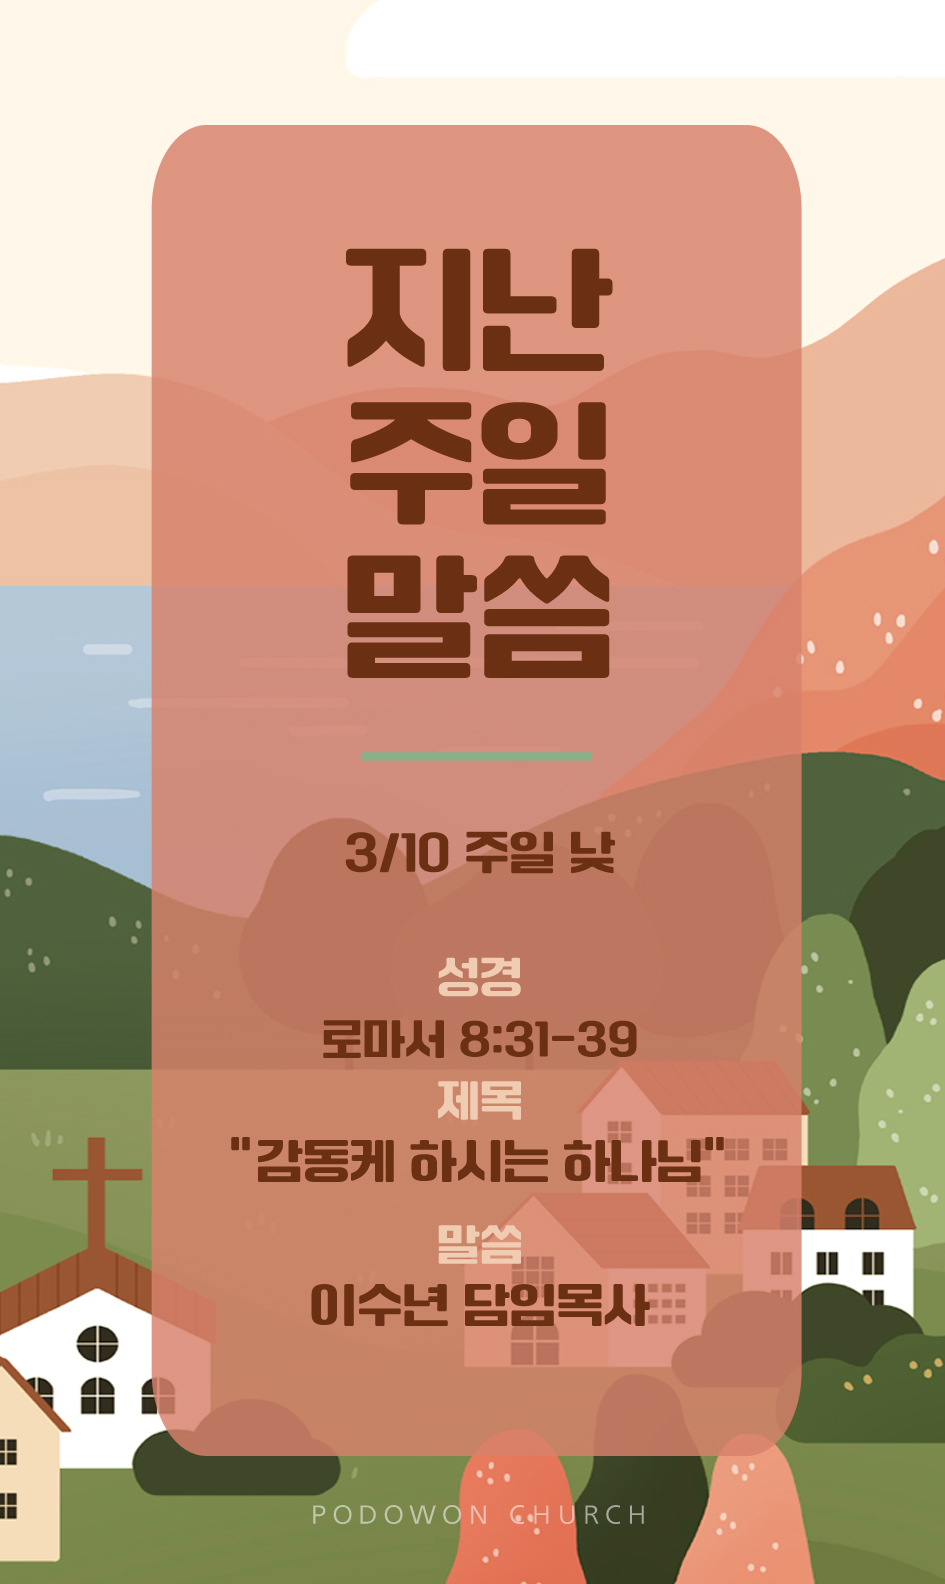 지난
주일
말씀
3/10 주일 낮
성경
로마서 8:31-39
제목
"감동케 하시는 하나님"
말씀
이수년 담임목사
PODOWON CHURCH